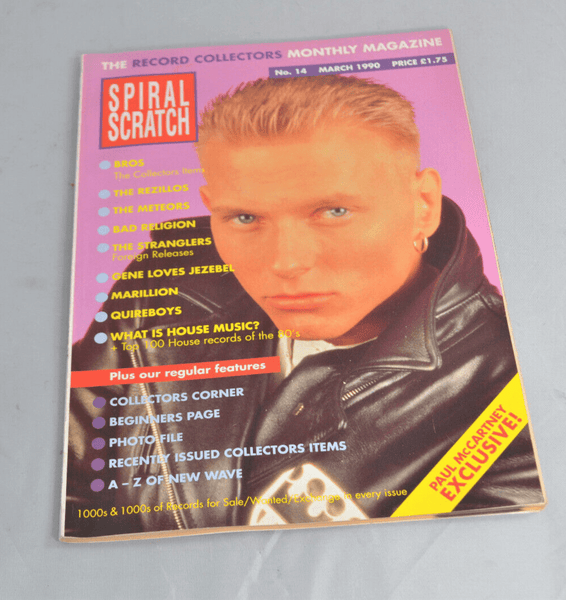 THE RECORD COLLECTORS MONTHLY MAGAZINE
No. 14 MARCH 1990 PRICE £1.75
SPIRAL
SCRATCH
BROS
The Collectors Items
THE REZILLOS
THE METEORS
BAD RELIGION
THE STRANGLERS
Foreign Releases
GENE LOVES JEZEBEL
MARILLION
QUIREBOYS
WHAT IS HOUSE MUSIC?
+ Top 100 House records of the 80's
Plus our regular features
COLLECTORS CORNER
BEGINNERS PAGE
PHOTO FILE
RECENTLY ISSUED COLLECTORS ITEMS
A – Z OF NEW WAVE
1000s & 1000s of Records for Sale/Wanted/Exchange in every issue
PAUL McCARTNEY
EXCLUSIVE!